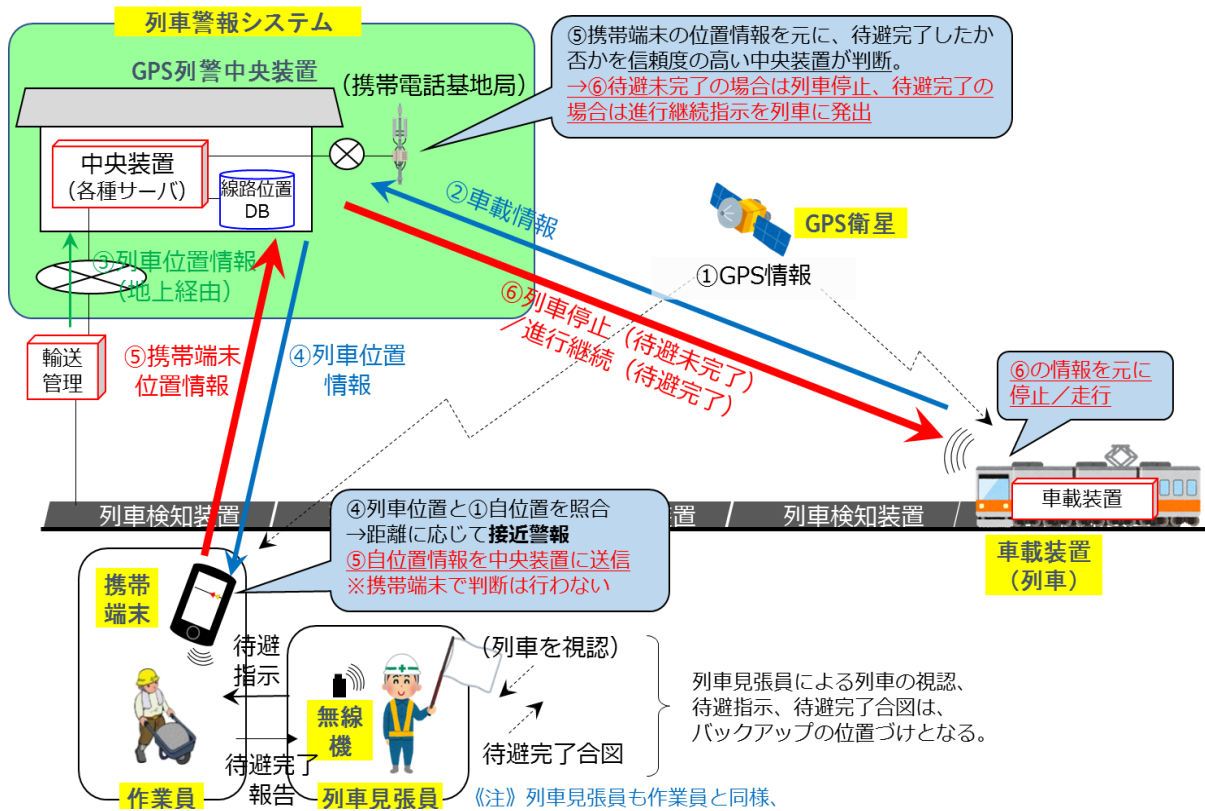 列車警報システム
GPS列警中央装置
(携帯電話基地局)
⑤携帯端末の位置情報を元に、待避完了したか
否かを信頼度の高い中央装置が判断。
→⑥待避未完了の場合は列車停止、待避完了の
場合は進行継続指示を列車に発出
中央装置
(各種サーバ)
線路位置
DB
②車載情報
GPS衛星
①GPS情報
③列車位置情報
(地上経由)
⑥列車停止(待避未完了)
/進行継続(待避完了)
輸送
管理
⑤携帯端末
位置情報
④列車位置
情報
⑥の情報を元に
停止/走行
車載装置
列車検知装置
置
列車検知装置
車載装置
(列車)
④列車位置と①自位置を照合
→距離に応じて接近警報
⑤自位置情報を中央装置に送信
※携帯端末で判断は行わない
携帯
端末
待避
指示
(列車を視認)
無線
機
待避完了合図
列車見張員による列車の視認、
待避指示、待避完了合図は、
バックアップの位置づけとなる。
待避完了
報告
作業員
列車見張員
《注》列車見張員も作業員と同様、